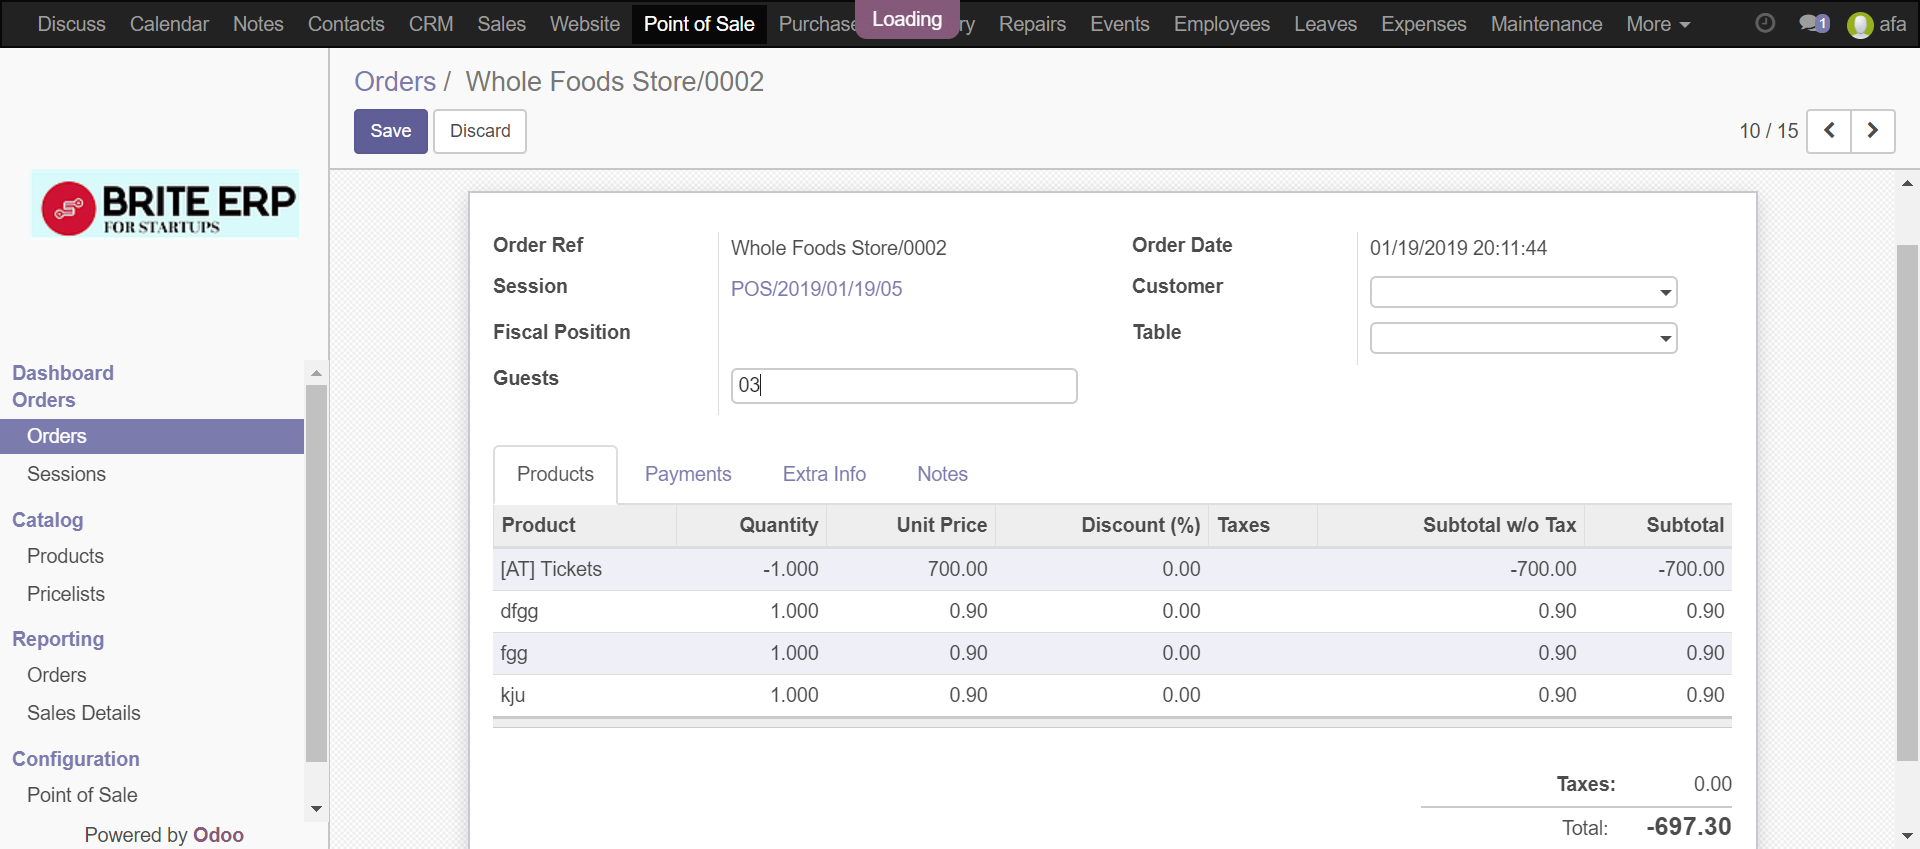 Discuss Calendar Notes Contacts CRM Sales Website Point of Sale Purchase Loading ry Repairs Events Employees Leaves Expenses Maintenance More 1 afa
Orders / Whole Foods Store/0002
Save Discard 10 / 15
BRITE ERP
FOR STARTUPS
Dashboard
Orders
Orders
Sessions
Catalog
Products
Pricelists
Reporting
Orders
Sales Details
Configuration
Point of Sale
Powered by Odoo
Order Ref Whole Foods Store/0002 Order Date 01/19/2019 20:11:44
Session POS/2019/01/19/05 Customer
Fiscal Position Table
Guests 03
Products Payments Extra Info Notes
Product Quantity Unit Price Discount (%) Taxes Subtotal w/o Tax Subtotal
[AT] Tickets -1.000 700.00 0.00 -700.00 -700.00
dfgg 1.000 0.90 0.00 0.90 0.90
fgg 1.000 0.90 0.00 0.90 0.90
kju 1.000 0.90 0.00 0.90 0.90
Taxes: 0.00
Total: -697.30